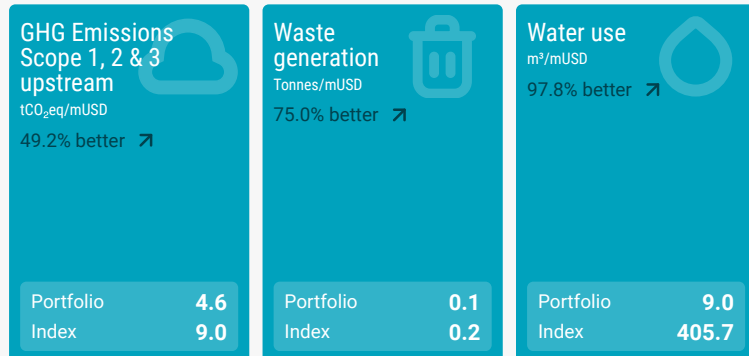 GHG Emissions
Scope 1, 2 & 3
upstream
tCO₂eq/mUSD
49.2% better
Portfolio 4.6
Index 9.0
Waste
generation
Tonnes/mUSD
75.0% better
Portfolio 0.1
Index 0.2
Water use
m³/mUSD
97.8% better
Portfolio 9.0
Index 405.7